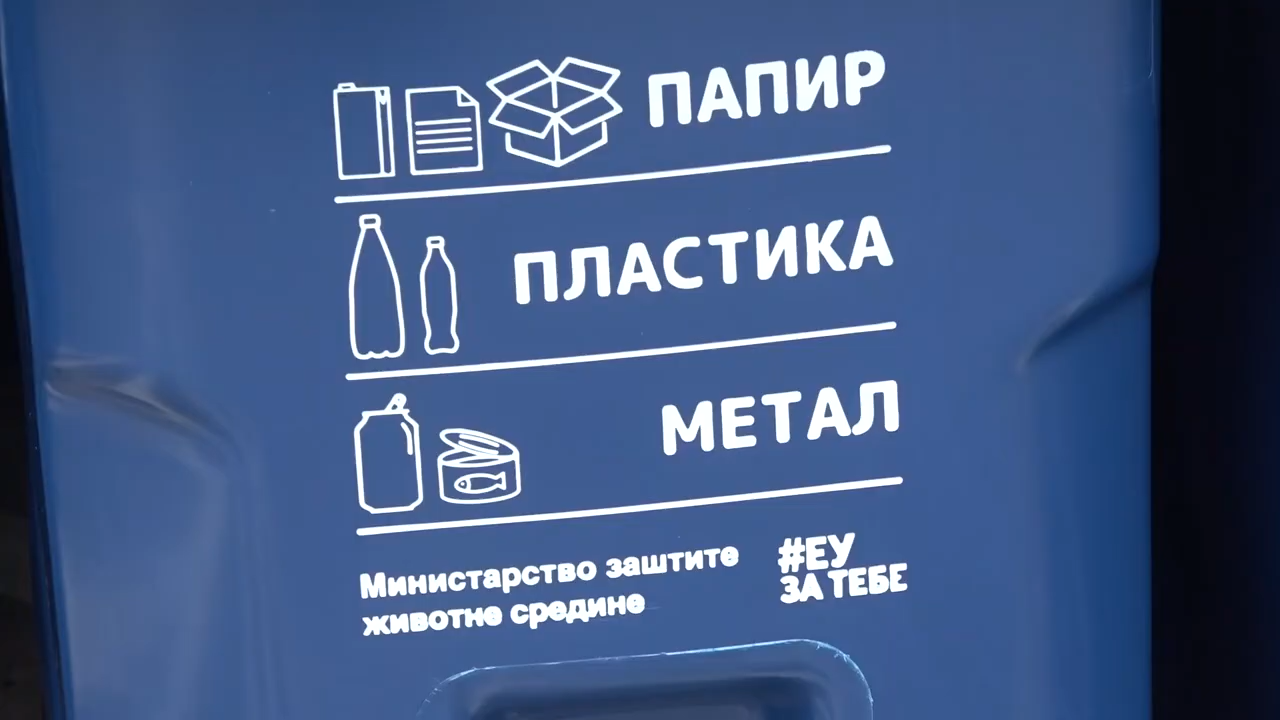 ПАПИР
ПЛАСТИКА
МЕТАЛ
Министарство заштите
животне средине
#ЕУ
ЗА ТЕБЕ